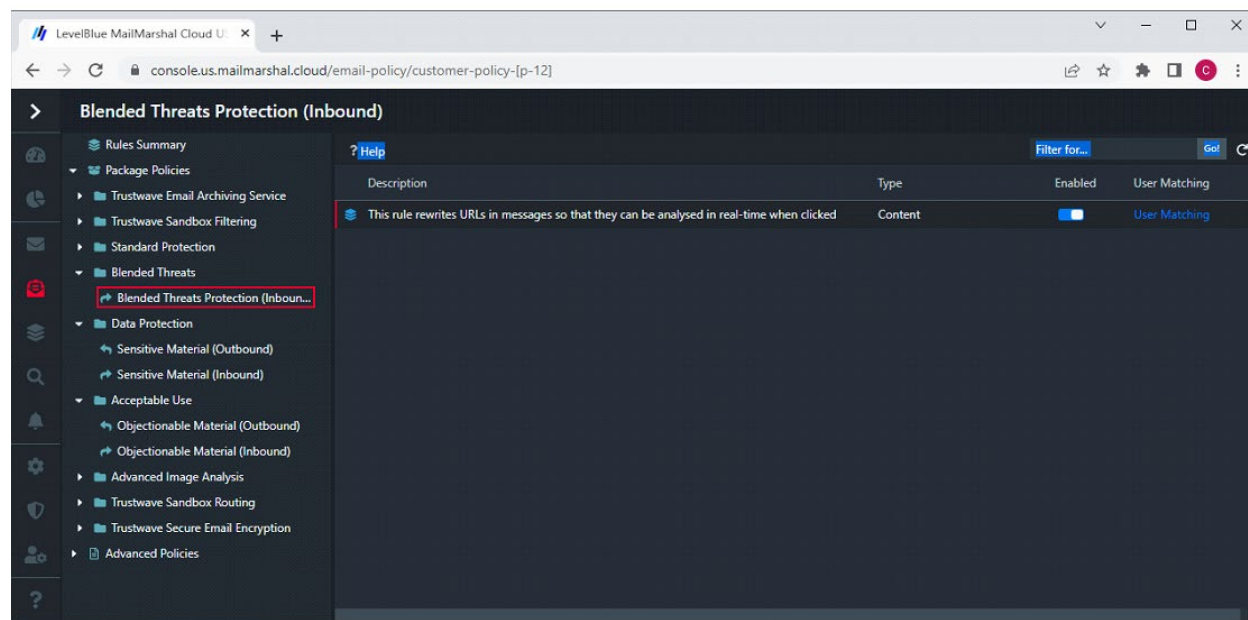 LevelBlue MailMarshal Cloud U
console.us.mailmarshal.cloud/email-policy/customer-policy-[p-12]
C
Blended Threats Protection (Inbound)
Rules Summary
Package Policies
Trustwave Email Archiving Service
Trustwave Sandbox Filtering
Standard Protection
Blended Threats
Blended Threats Protection (Inboun...
Data Protection
Sensitive Material (Outbound)
Sensitive Material (Inbound)
Acceptable Use
Objectionable Material (Outbound)
Objectionable Material (Inbound)
Advanced Image Analysis
Trustwave Sandbox Routing
Trustwave Secure Email Encryption
Advanced Policies
? Help
Filter for... Go!
Description Type Enabled User Matching
This rule rewrites URLs in messages so that they can be analysed in real-time when clicked Content User Matching
?